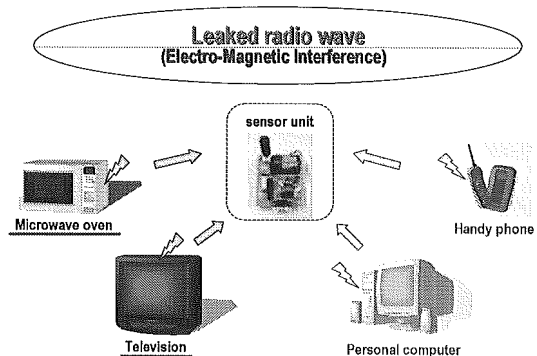 Leaked radio wave
(Electro-Magnetic Interference)
sensor unit
Microwave oven
Handy phone
Television
Personal computer